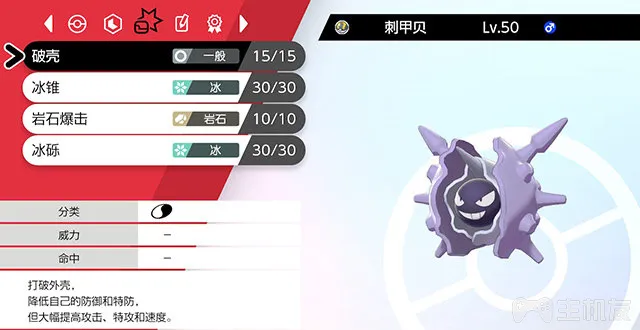 刺甲贝 Lv.50
破壳 一般 15/15
冰锥 冰 30/30
岩石爆击 岩石 10/10
冰砾 冰 30/30
分类
威力 —
命中 —
打破外壳，
降低自己的防御和特防，
但大幅提高攻击、特攻和速度。
主机友